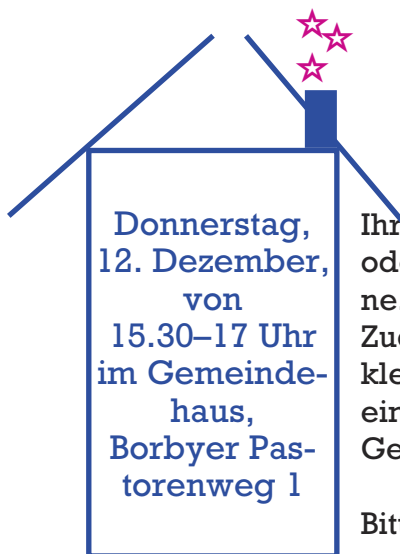 Donnerstag,
12. Dezember,
von
15.30–17 Uhr
im Gemeinde-
haus,
Borbyer Pas-
torenweg 1